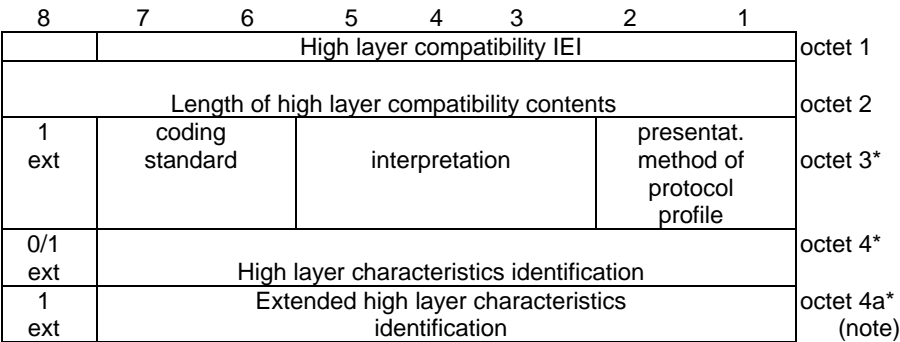 8 7 6 5 4 3 2 1
High layer compatibility IEI octet 1
Length of high layer compatibility contents octet 2
1 coding presentat.
ext standard interpretation method of octet 3*
protocol
profile
0/1 octet 4*
ext High layer characteristics identification
1 Extended high layer characteristics octet 4a*
ext identification (note)